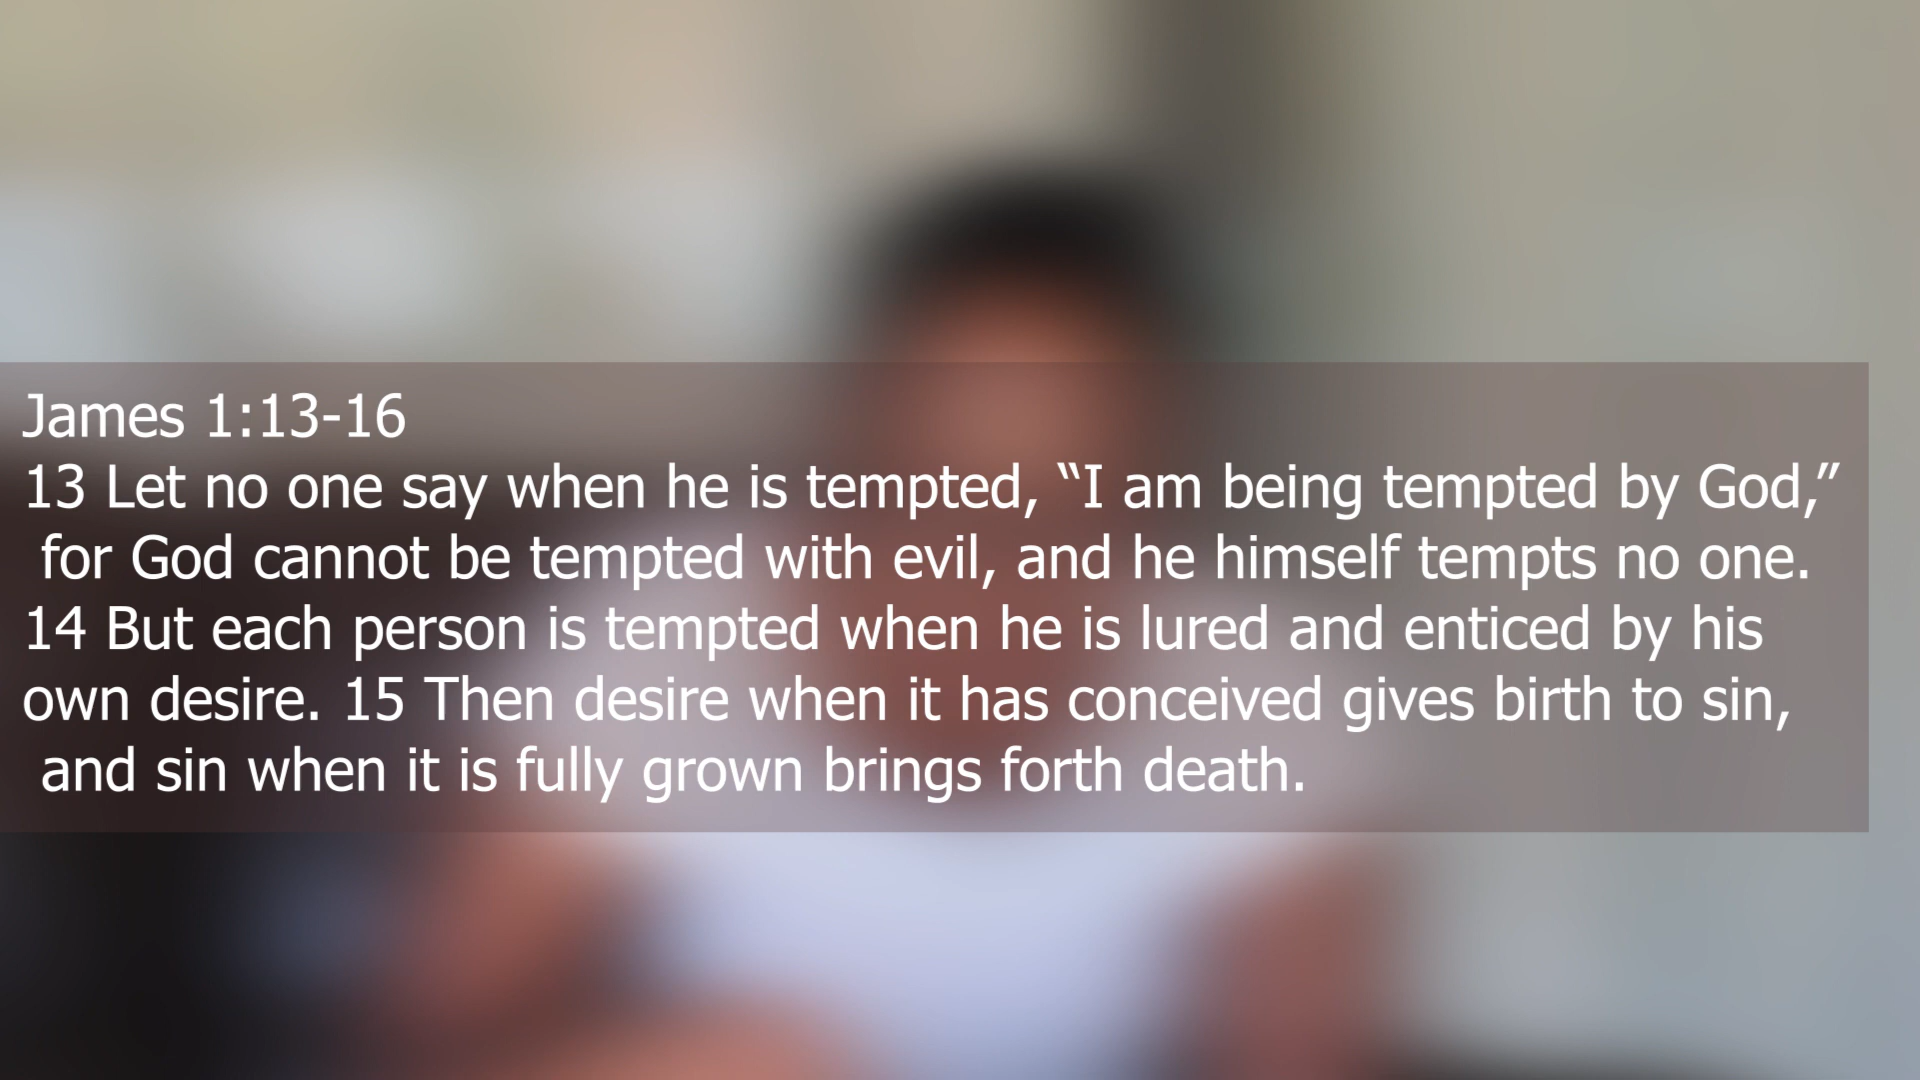 James 1:13-16
13 Let no one say when he is tempted, “I am being tempted by God,”
for God cannot be tempted with evil, and he himself tempts no one.
14 But each person is tempted when he is lured and enticed by his
own desire. 15 Then desire when it has conceived gives birth to sin,
and sin when it is fully grown brings forth death.